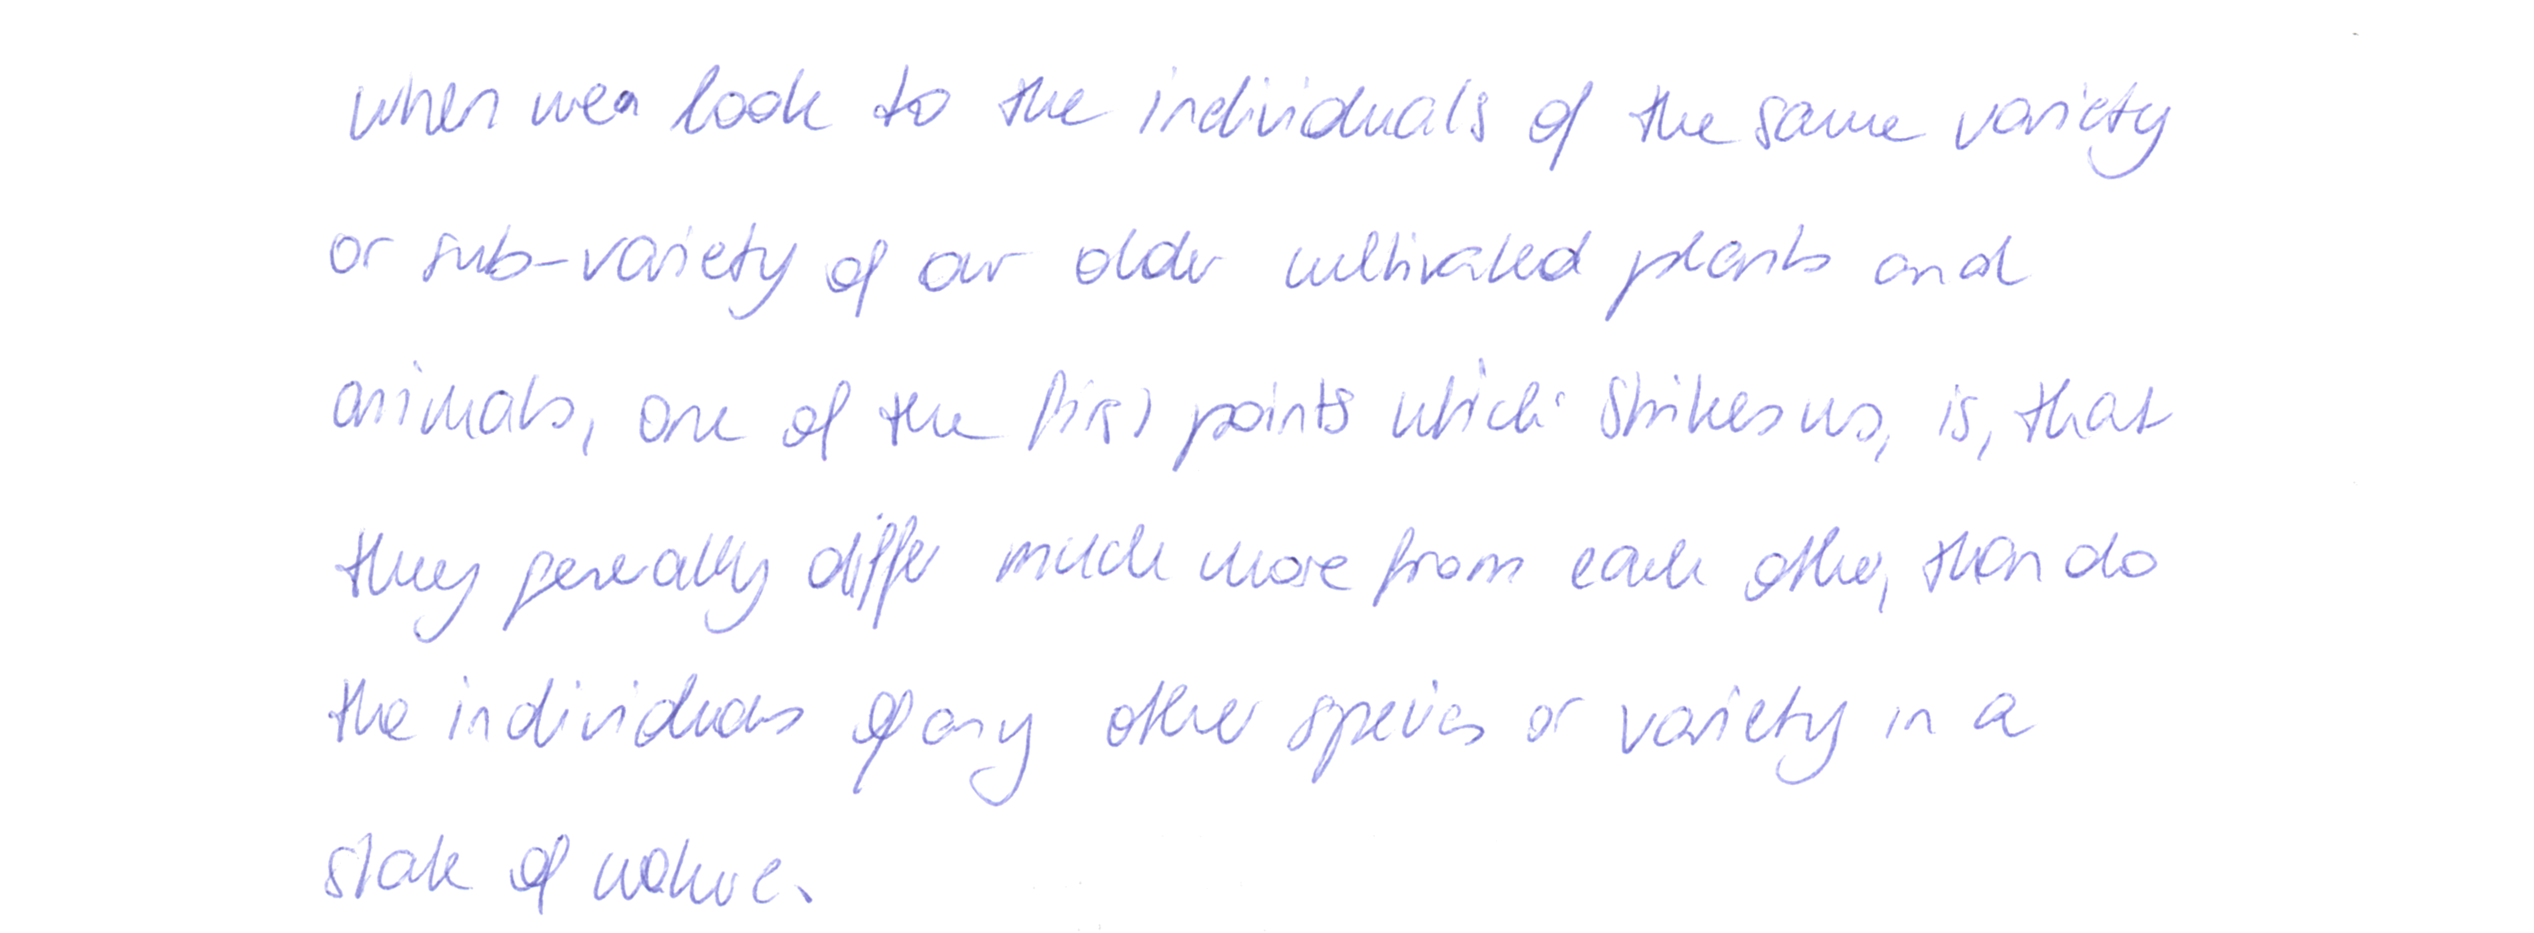 when we look to the individuals of the same variety
or sub-variety of our older cultivated plants and
animals, one of the first points which strikes us, is, that
they generally differ much more from each other, than do
the individuals of any other species or variety in a
state of nature.